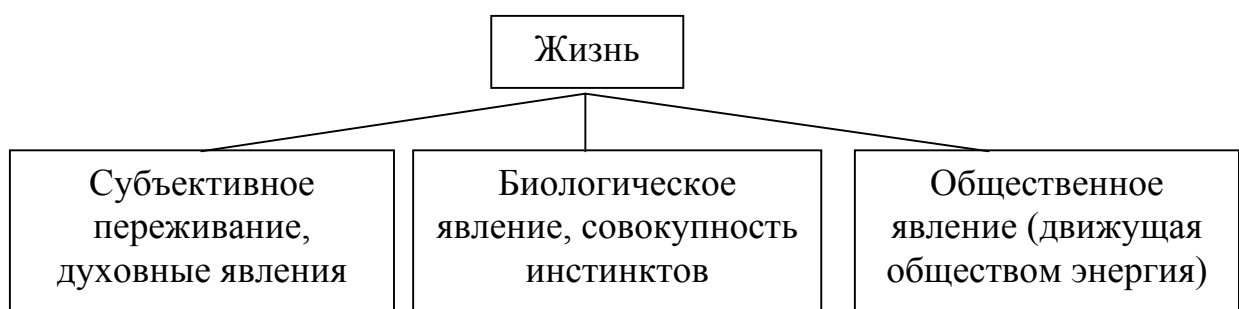 Жизнь
Субъективное
переживание,
духовные явления
Биологическое
явление, совокупность
инстинктов
Общественное
явление (движущая
обществом энергия)